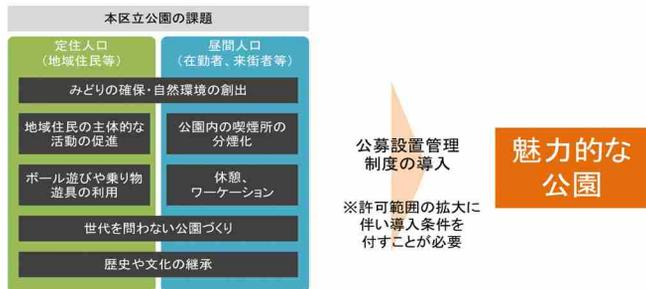 本区立公園の課題
定住人口
（地域住民等）
昼間人口
（在勤者、来街者等）
みどりの確保・自然環境の創出
地域住民の主体的な
活動の促進
公園内の喫煙所の
分煙化
ボール遊びや乗り物
遊具の利用
休憩、
ワーケーション
世代を問わない公園づくり
歴史や文化の継承
公募設置管理
制度の導入
※許可範囲の拡大に
伴い導入条件を
付すことが必要
魅力的な
公園